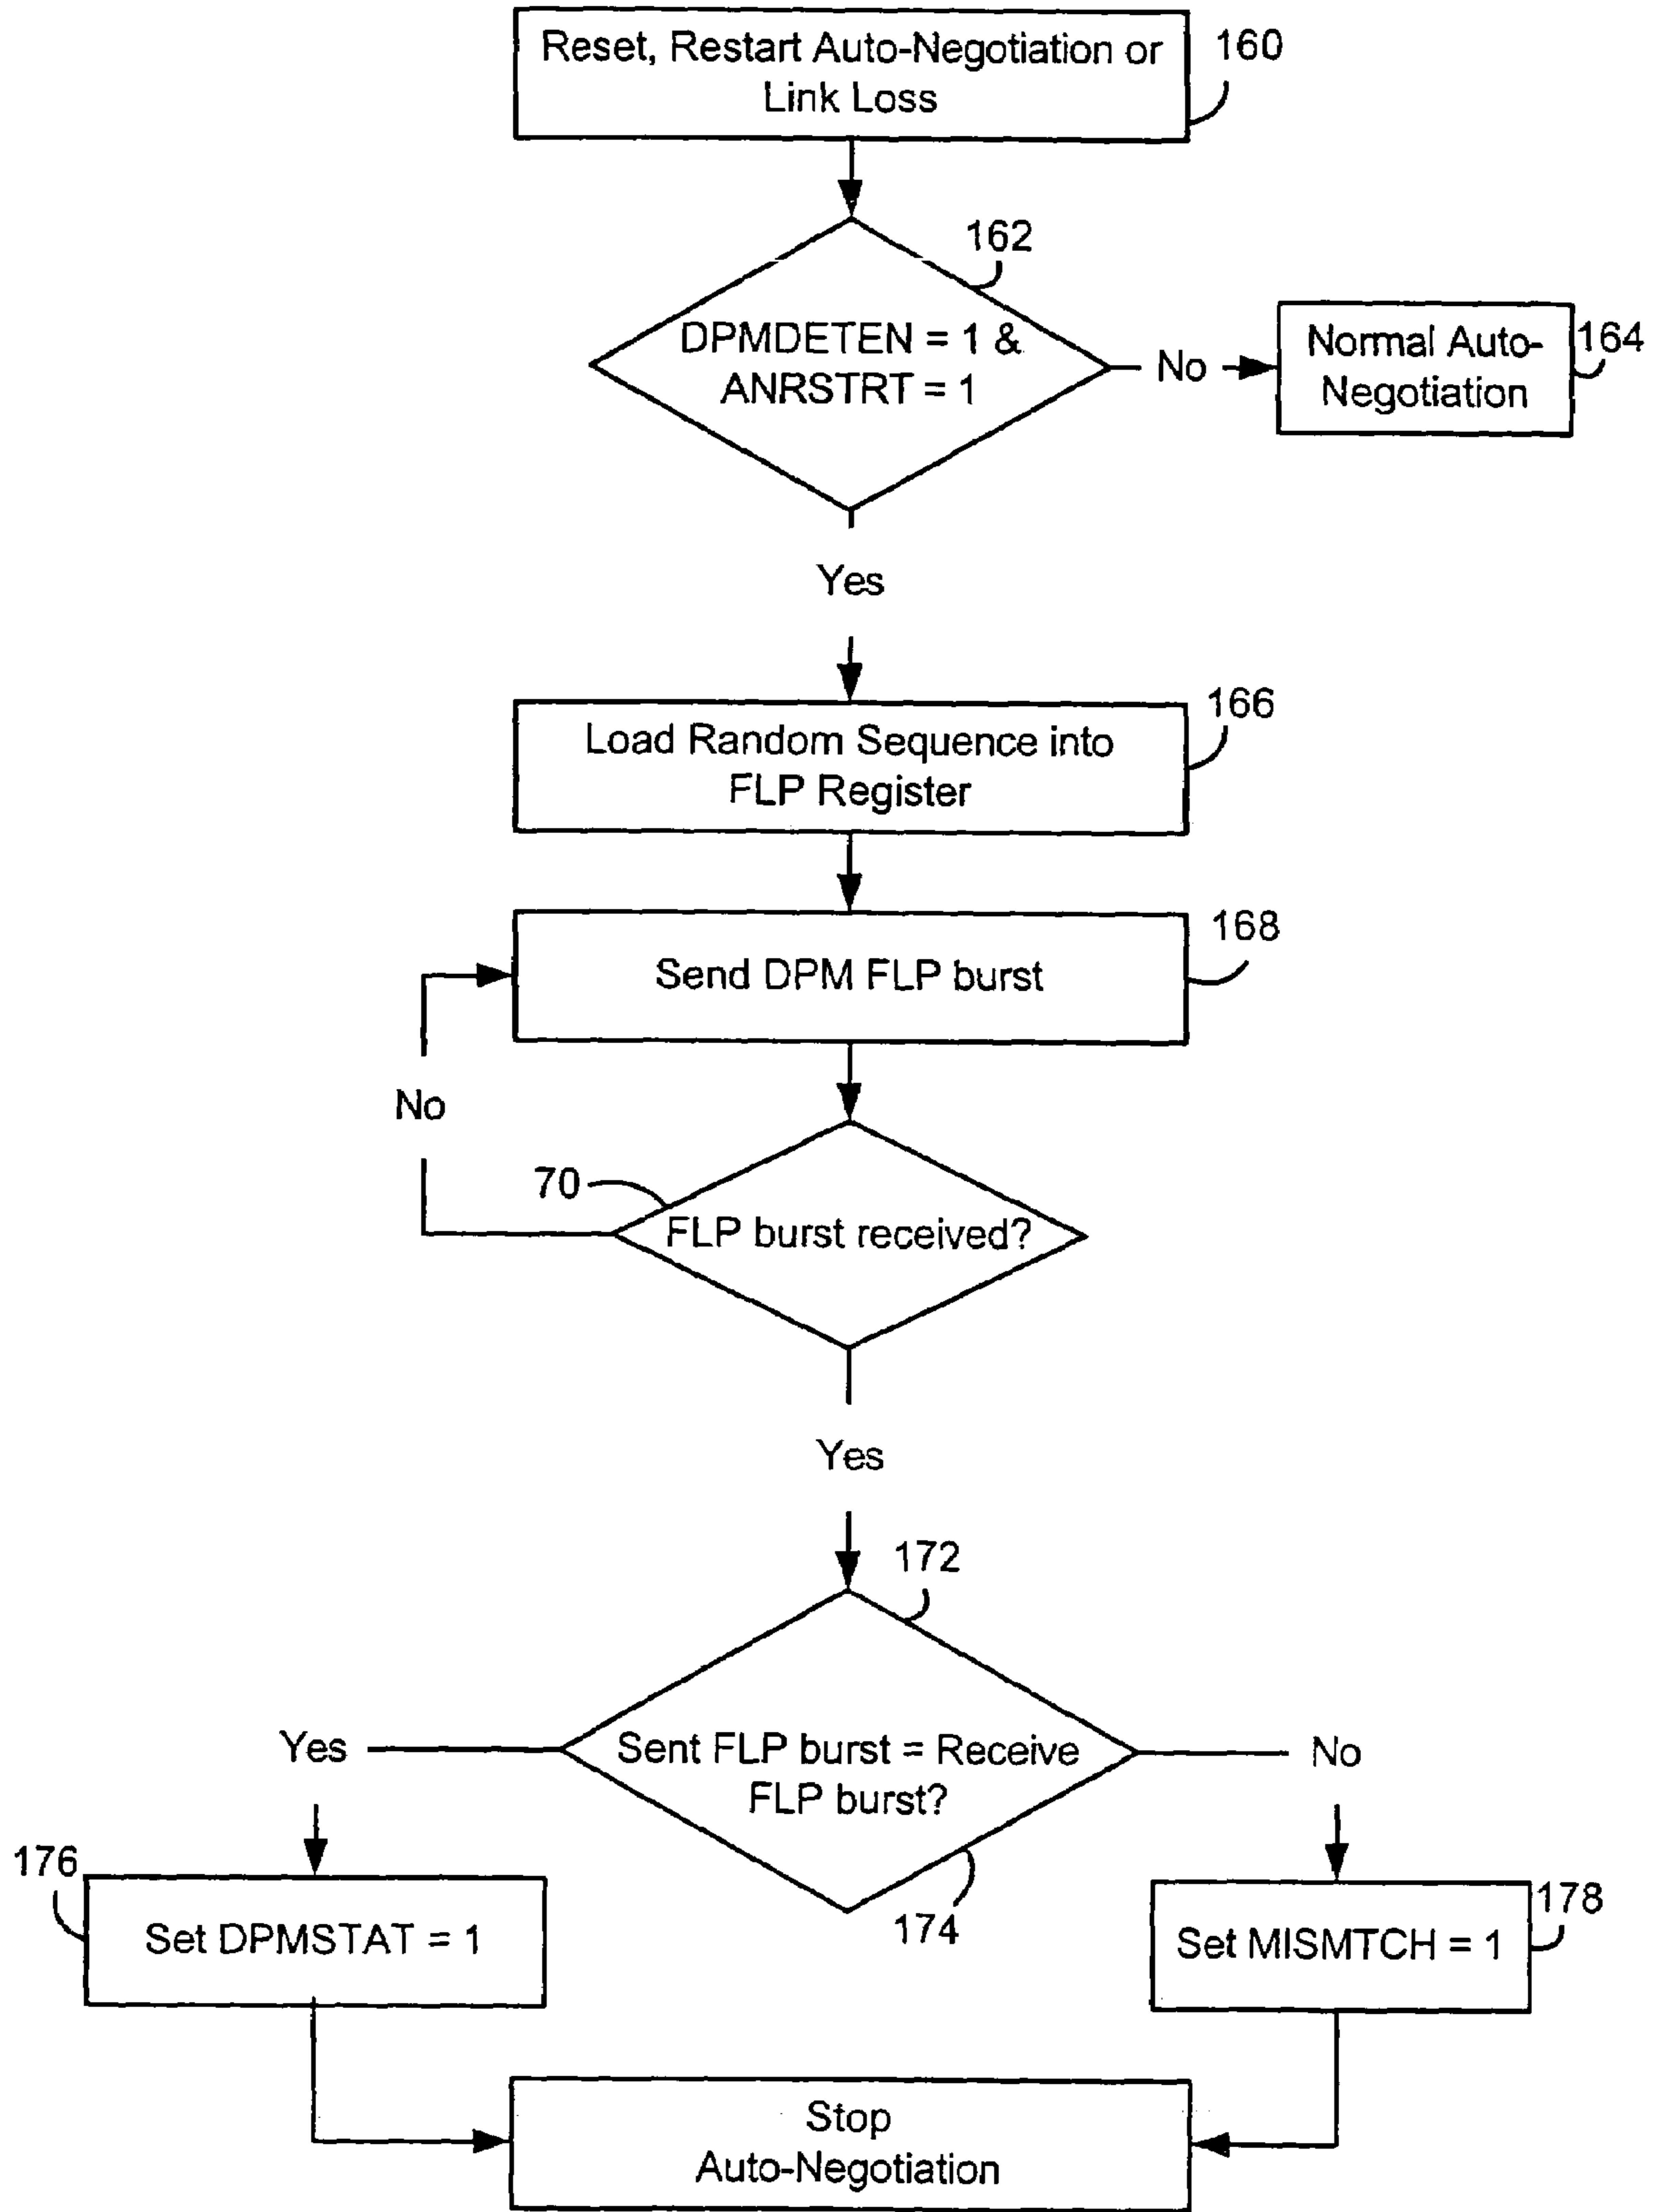 Reset, Restart Auto-Negotiation or
Link Loss
160
162
DPMDETEN = 1 &
ANRSTRT = 1
No
Normal Auto-
Negotiation
164
Yes
Load Random Sequence into
FLP Register
166
Send DPM FLP burst
168
No
70
FLP burst received?
Yes
172
Sent FLP burst = Receive
FLP burst?
Yes
No
174
176
Set DPMSTAT = 1
Set MISMTCH = 1
178
Stop
Auto-Negotiation